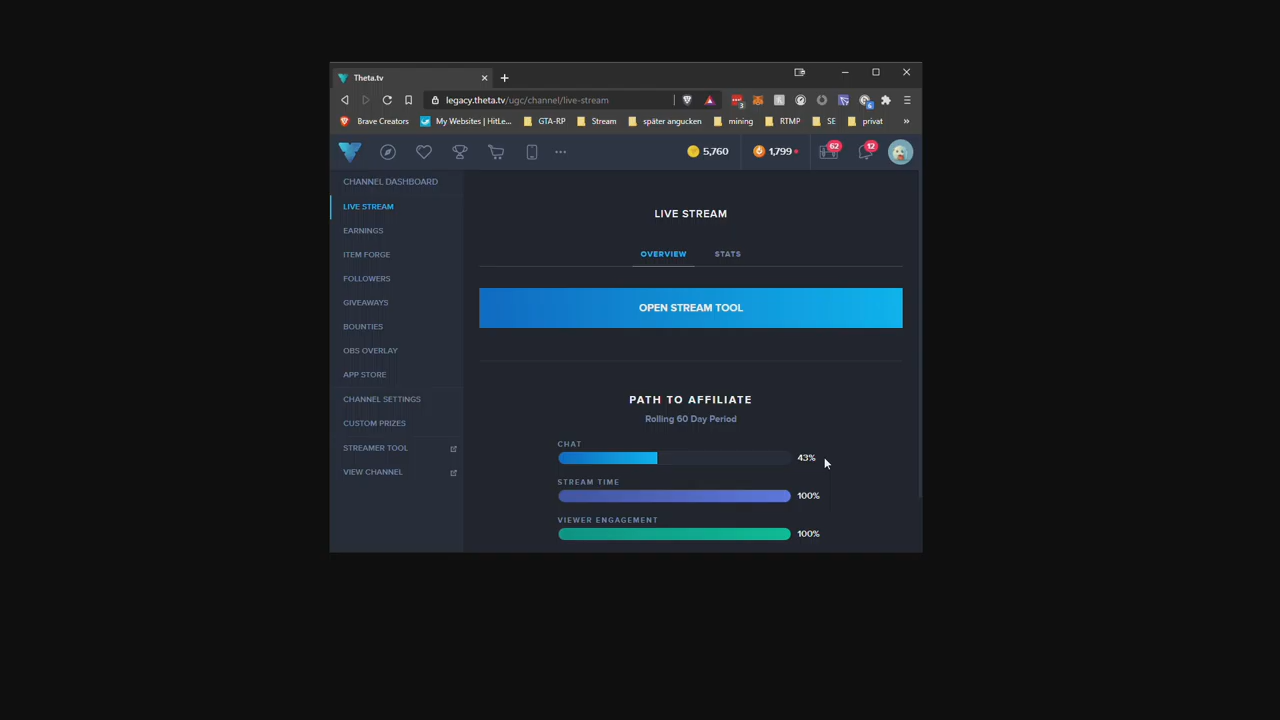 Theta.tv
legacy.theta.tv/ugc/channel/live-stream
3
6
Brave Creators
My Websites | HitLe...
GTA-RP
Stream
später angucken
mining
RTMP
SE
privat
5,760
1,799
62
12
CHANNEL DASHBOARD
LIVE STREAM
EARNINGS
ITEM FORGE
FOLLOWERS
GIVEAWAYS
BOUNTIES
OBS OVERLAY
APP STORE
CHANNEL SETTINGS
CUSTOM PRIZES
STREAMER TOOL
VIEW CHANNEL
LIVE STREAM
OVERVIEW
STATS
OPEN STREAM TOOL
PATH TO AFFILIATE
Rolling 60 Day Period
CHAT
43%
STREAM TIME
100%
VIEWER ENGAGEMENT
100%